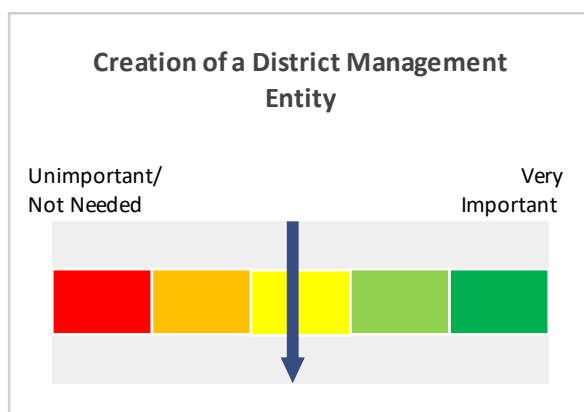 Creation of a District Management
Entity
Unimportant/
Not Needed
Very
Important